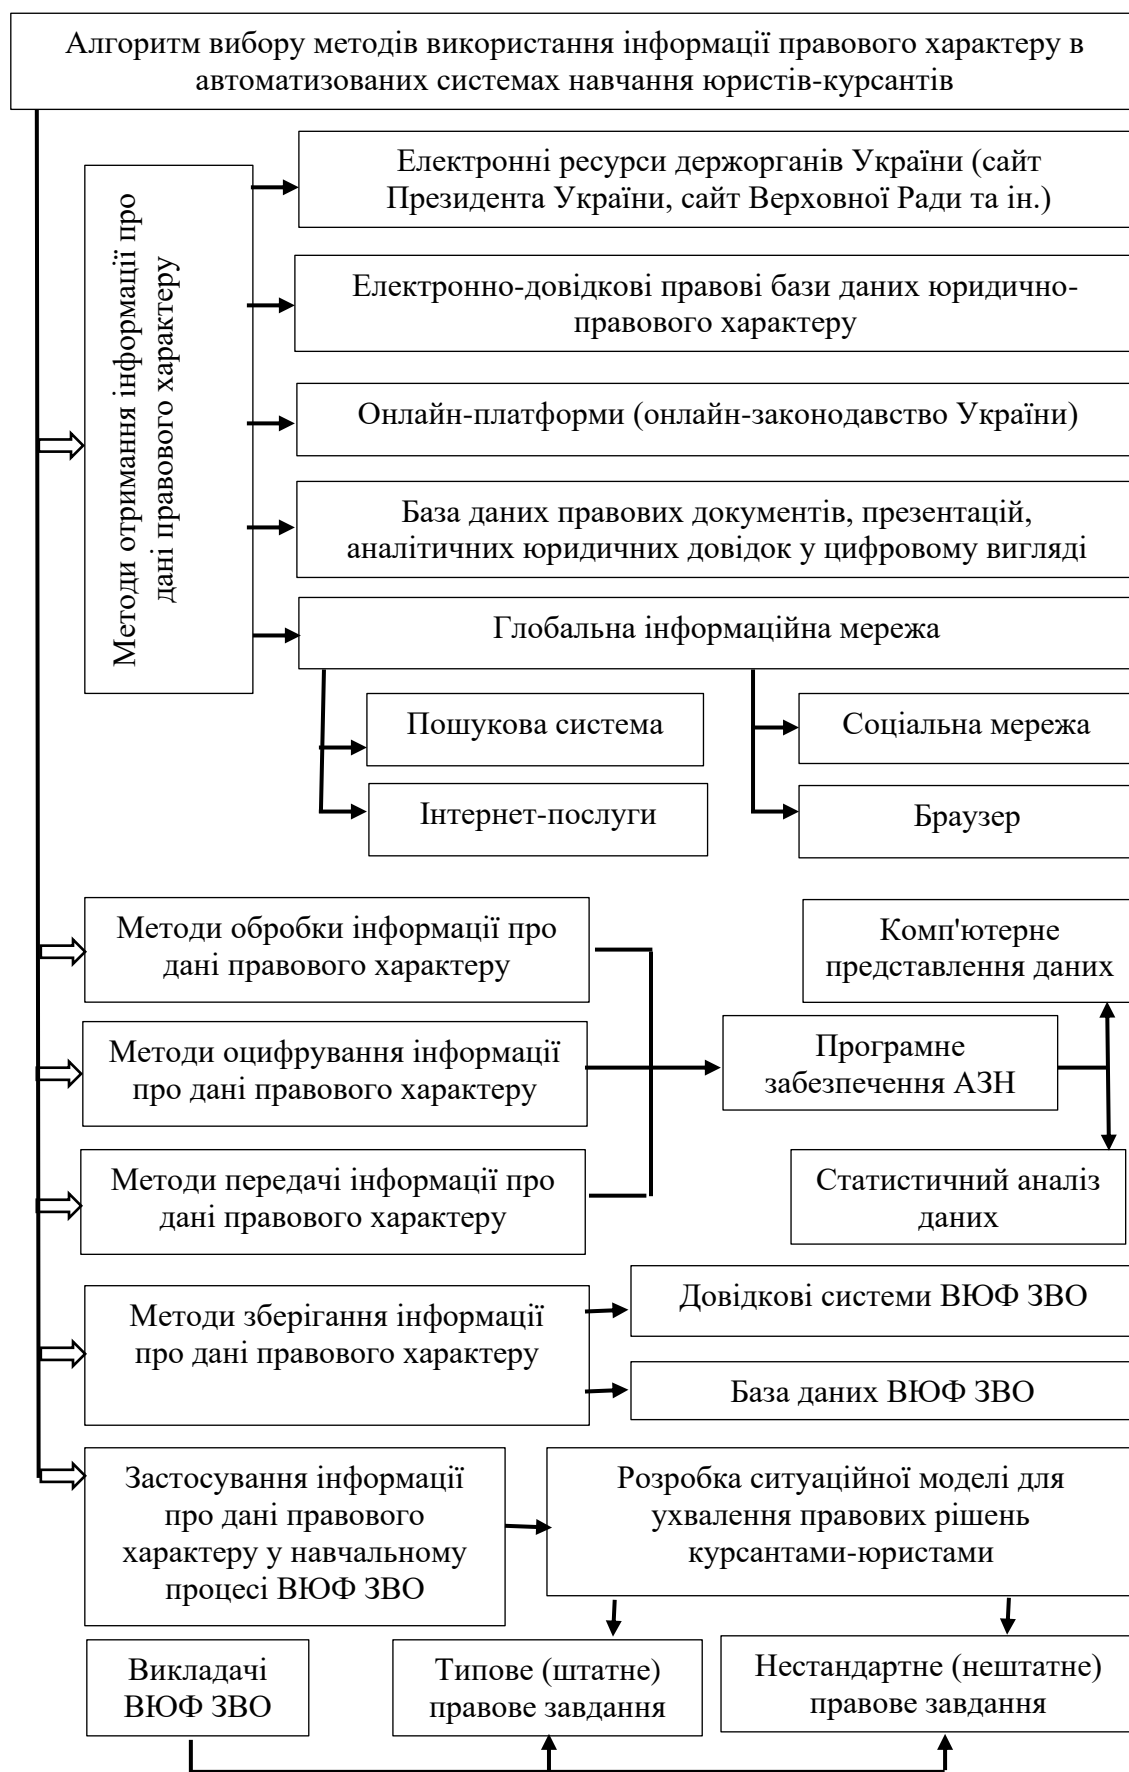 Алгоритм вибору методів використання інформації правового характеру в
автоматизованих системах навчання юристів-курсантів
Методи отримання інформації про
дані правового характеру
Електронні ресурси держорганів України (сайт
Президента України, сайт Верховної Ради та ін.)
Електронно-довідкові правові бази даних юридично-
правового характеру
Онлайн-платформи (онлайн-законодавство України)
База даних правових документів, презентацій,
аналітичних юридичних довідок у цифровому вигляді
Глобальна інформаційна мережа
Пошукова система
Соціальна мережа
Інтернет-послуги
Браузер
Методи обробки інформації про
дані правового характеру
Комп'ютерне
представлення даних
Методи оцифрування інформації
про дані правового характеру
Програмне
забезпечення АЗН
Методи передачі інформації про
дані правового характеру
Статистичний аналіз
даних
Методи зберігання інформації
про дані правового характеру
Довідкові системи ВЮФ ЗВО
База даних ВЮФ ЗВО
Застосування інформації
про дані правового
характеру у навчальному
процесі ВЮФ ЗВО
Розробка ситуаційної моделі для
ухвалення правових рішень
курсантами-юристами
Викладачі
ВЮФ ЗВО
Типове (штатне)
правове завдання
Нестандартне (нештатне)
правове завдання